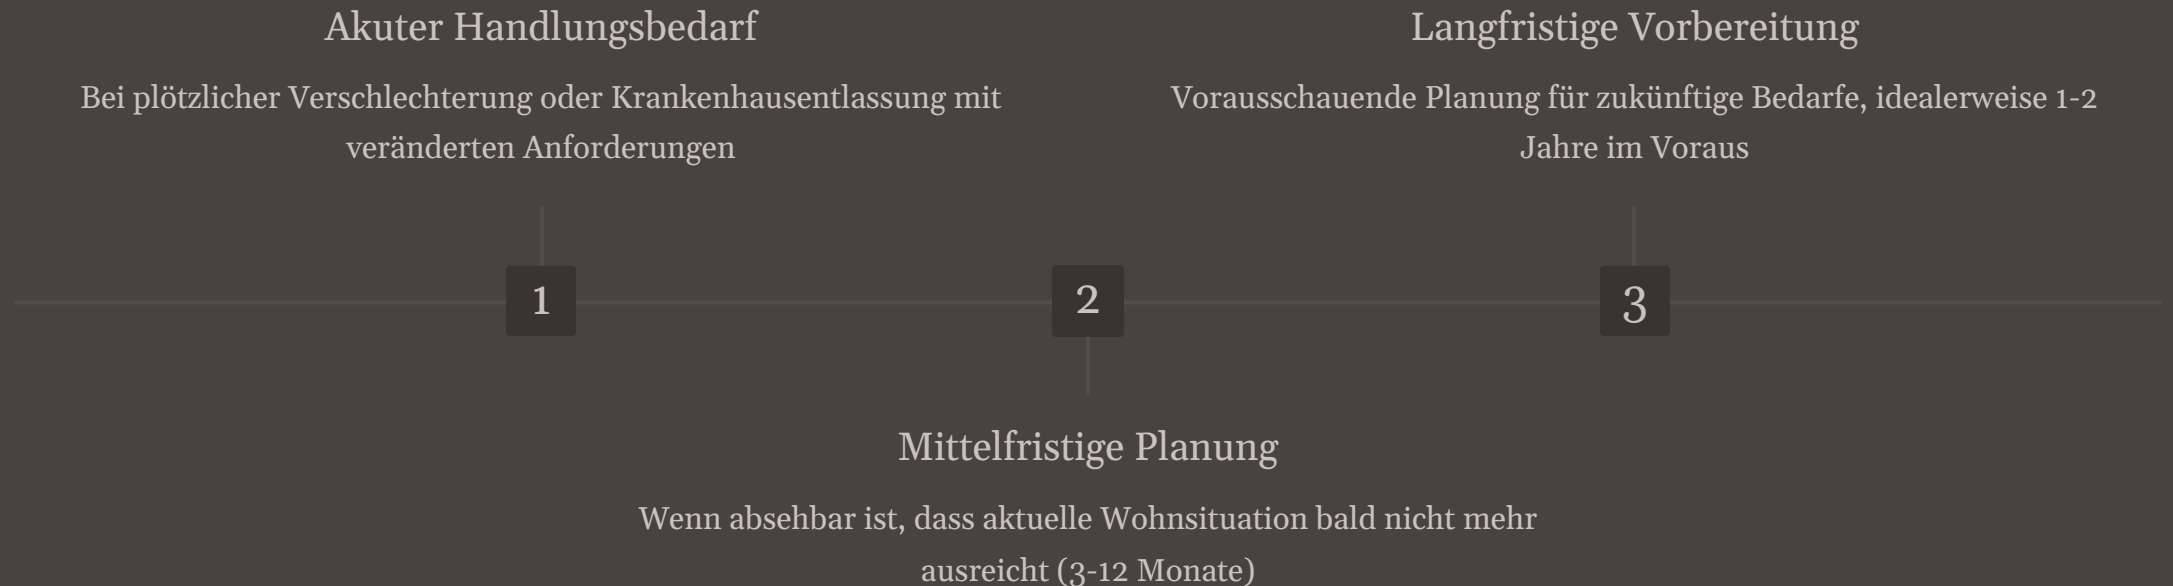 Akuter Handlungsbedarf
Bei plötzlicher Verschlechterung oder Krankenhausentlassung mit
veränderten Anforderungen
1
2
Mittelfristige Planung
Wenn absehbar ist, dass aktuelle Wohnsituation bald nicht mehr
ausreicht (3-12 Monate)
Langfristige Vorbereitung
Vorausschauende Planung für zukünftige Bedarfe, idealerweise 1-2
Jahre im Voraus
3